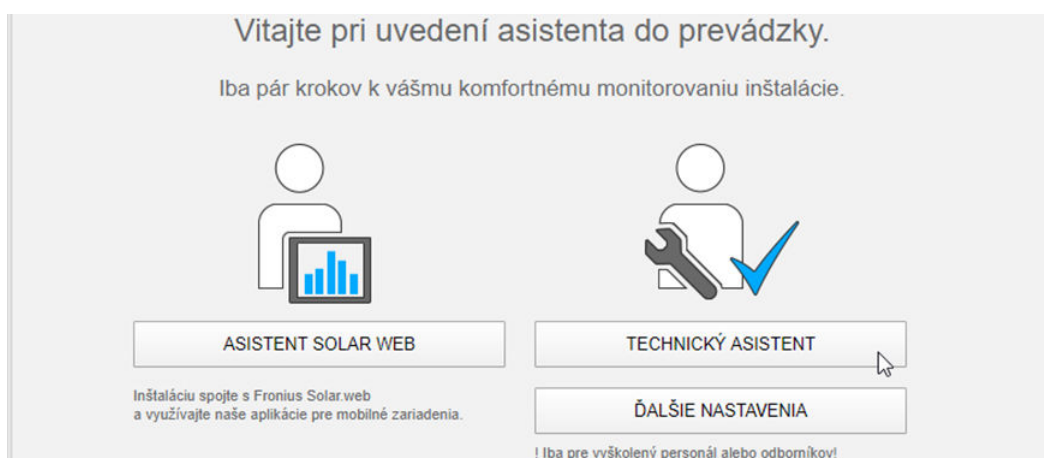 Vitajte pri uvedení asistenta do prevádzky.
Iba pár krokov k vášmu komfortnému monitorovaniu inštalácie.
ASISTENT SOLAR WEB
Inštaláciu spojte s Fronius Solar.web
a využívajte naše aplikácie pre mobilné zariadenia.
TECHNICKÝ ASISTENT
ĎALŠIE NASTAVENIA
! Iba pre vyškolený personál alebo odborníkov!